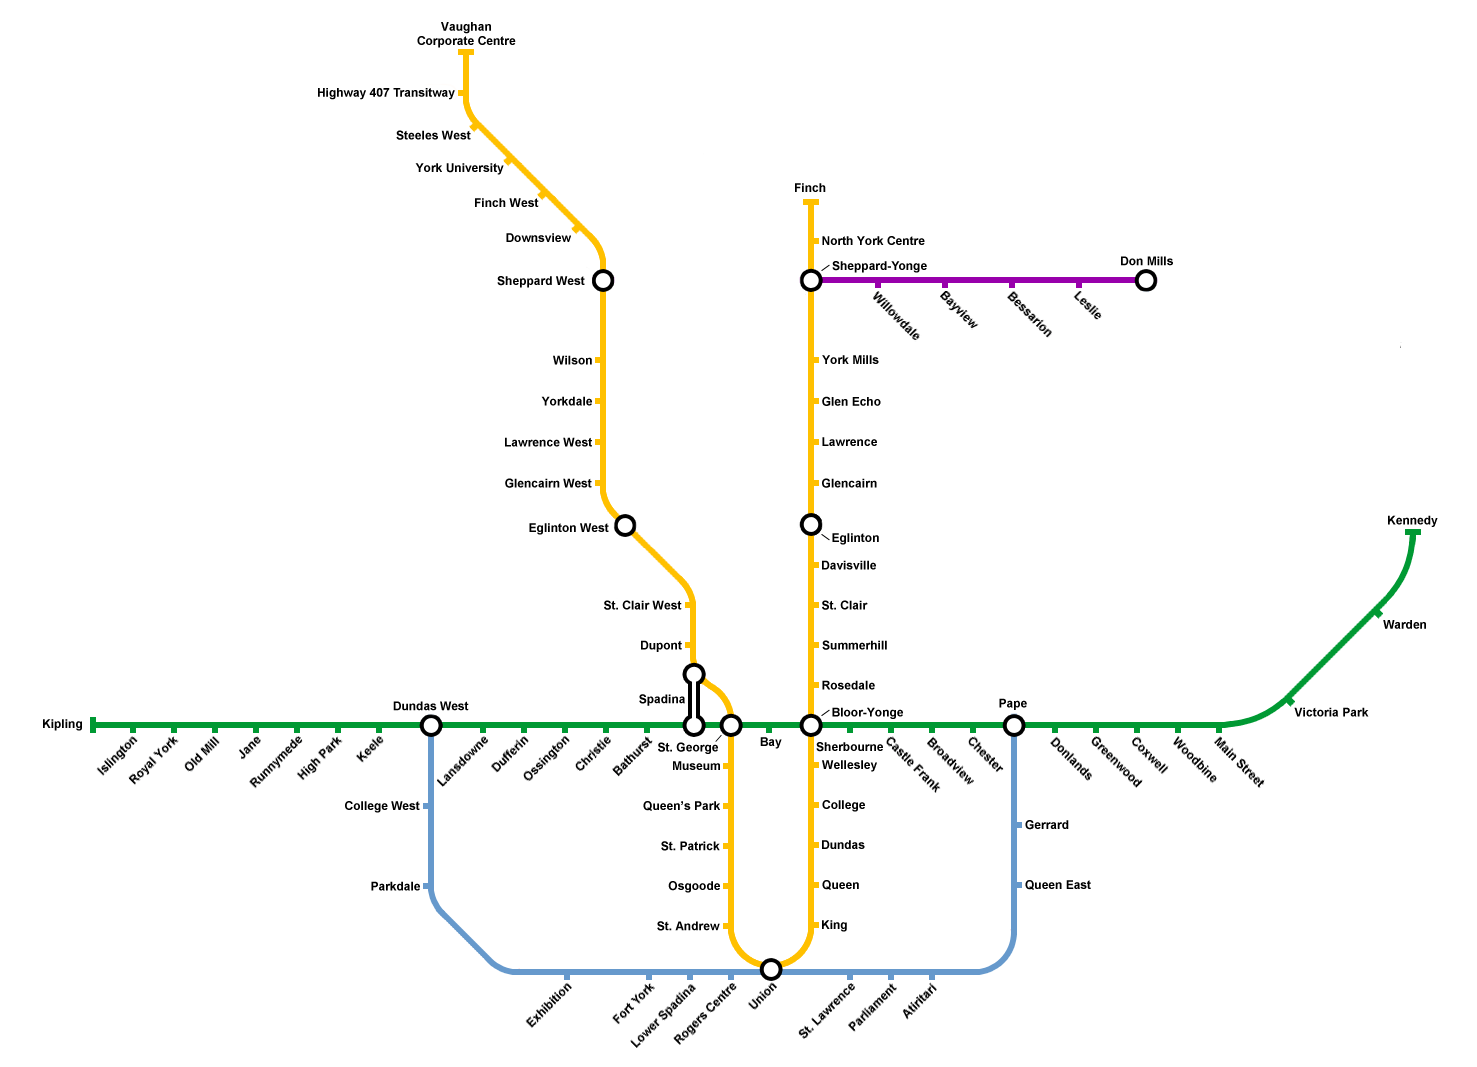 Vaughan
Corporate Centre
Highway 407 Transitway
Steeles West
York University
Finch West
Downsview
Sheppard West
Wilson
Yorkdale
Lawrence West
Glencairn West
Eglinton West
St. Clair West
Dupont
Spadina
Finch
North York Centre
Sheppard-Yonge
Don Mills
Willowdale
Bayview
Bessarion
Leslie
York Mills
Glen Echo
Lawrence
Glencairn
Eglinton
Davisville
St. Clair
Summerhill
Rosedale
Bloor-Yonge
Kennedy
Warden
Victoria Park
Pape
Dundas West
Kipling
Islington
Royal York
Old Mill
Jane
Runnymede
High Park
Keele
Lansdowne
Dufferin
Ossington
Christie
Bathurst
St. George
Bay
Sherbourne
Castle Frank
Broadview
Chester
Donlands
Greenwood
Coxwell
Woodbine
Main Street
Museum
Queen's Park
St. Patrick
Osgoode
St. Andrew
Wellesley
College
Dundas
Queen
King
College West
Parkdale
Gerrard
Queen East
Exhibition
Fort York
Lower Spadina
Rogers Centre
Union
St. Lawrence
Parliament
Atiritari